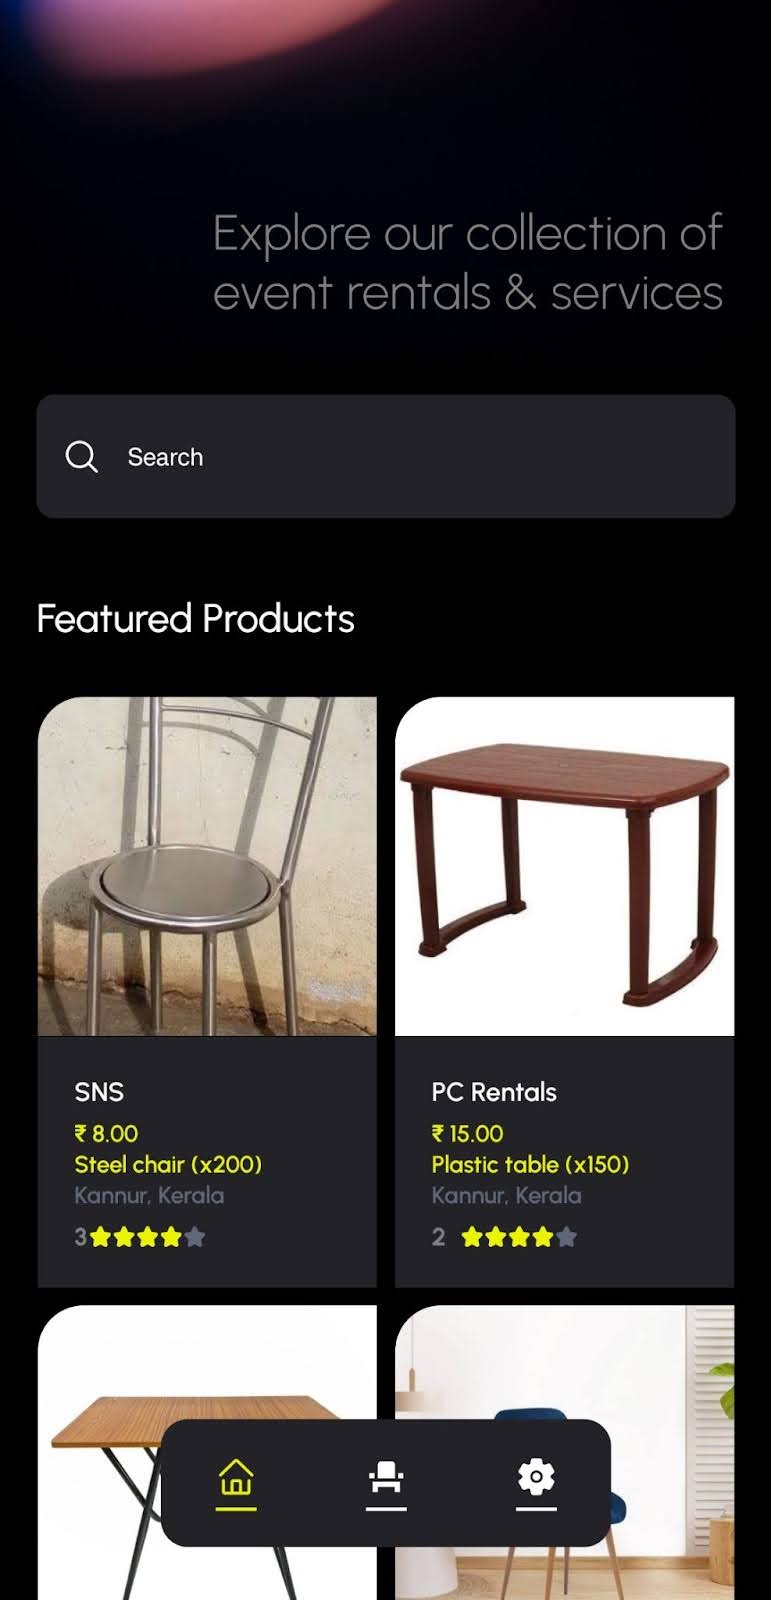 Explore our collection of
event rentals & services
Search
Featured Products
SNS
₹ 8.00
Steel chair (x200)
Kannur, Kerala
3
PC Rentals
₹ 15.00
Plastic table (x150)
Kannur, Kerala
2